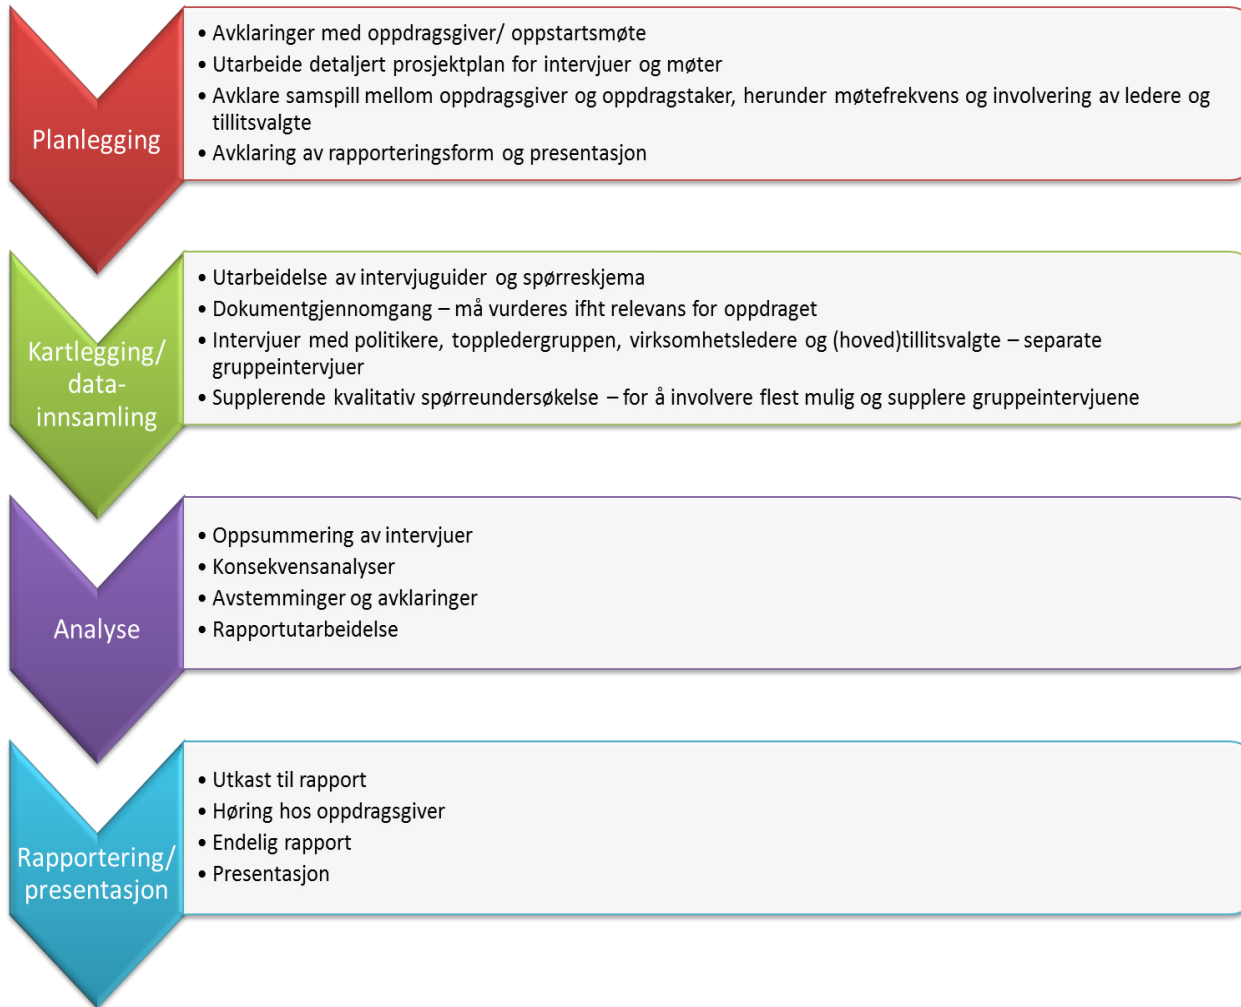 Planlegging
• Avklaringer med oppdragsgiver/ oppstartsmøte
• Utarbeide detaljert prosjektplan for intervjuer og møter
• Avklare samspill mellom oppdragsgiver og oppdragstaker, herunder møtefrekvens og involvering av ledere og
tillitsvalgte
• Avklaring av rapporteringsform og presentasjon
Kartlegging/
data-
innsamling
• Utarbeidelse av intervjuguider og spørreskjema
• Dokumentgjennomgang – må vurderes ifht relevans for oppdraget
• Intervjuer med politikere, toppledergruppen, virksomhetsledere og (hoved)tillitsvalgte – separate
gruppeintervjuer
• Supplerende kvalitativ spørreundersøkelse – for å involvere flest mulig og supplere gruppeintervjuene
Analyse
• Oppsummering av intervjuer
• Konsekvensanalyser
• Avstemminger og avklaringer
• Rapportutarbeidelse
Rapportering/
presentasjon
• Utkast til rapport
• Høring hos oppdragsgiver
• Endelig rapport
• Presentasjon